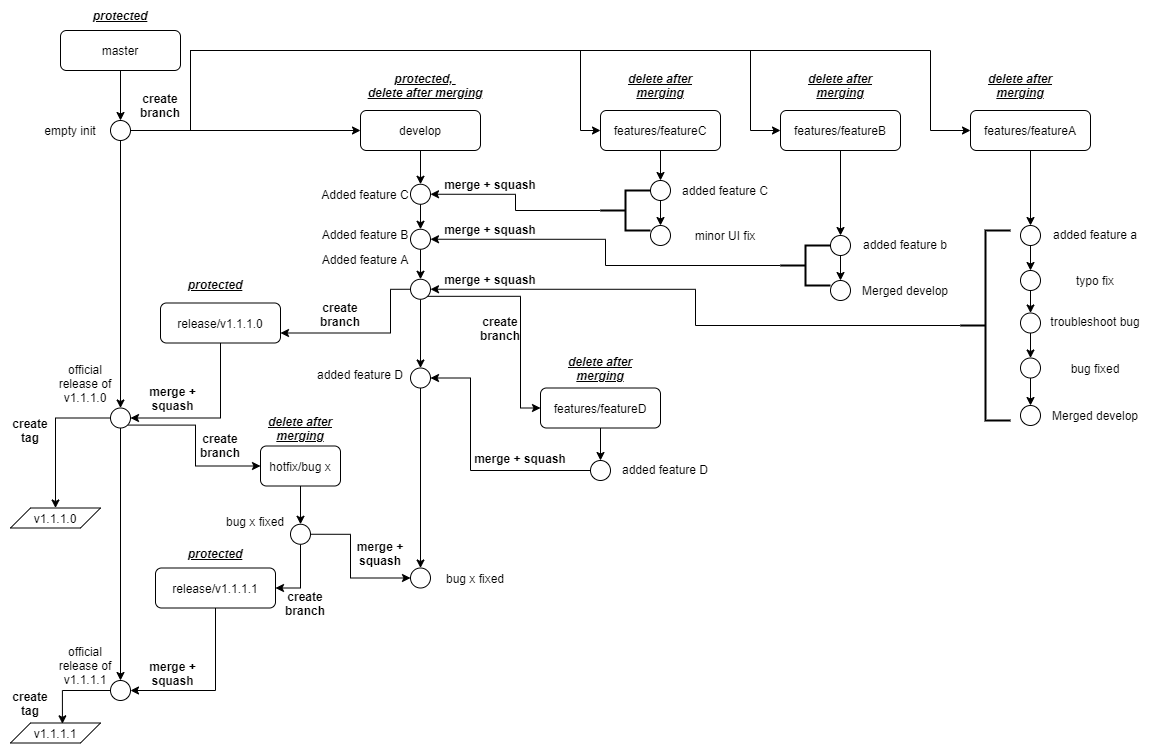 protected
master
create
branch
empty init
protected,
delete after merging
develop
delete after
merging
features/featureC
delete after
merging
features/featureB
delete after
merging
features/featureA
Added feature C
merge + squash
added feature C
minor UI fix
Added feature B
merge + squash
added feature b
Merged develop
Added feature A
merge + squash
added feature a
typo fix
troubleshoot bug
bug fixed
Merged develop
protected
release/v1.1.1.0
create
branch
create
branch
added feature D
delete after
merging
features/featureD
merge + squash
added feature D
official
release of
v1.1.1.0
merge +
squash
create
tag
v1.1.1.0
create
branch
delete after
merging
hotfix/bug x
bug x fixed
merge +
squash
bug x fixed
protected
release/v1.1.1.1
create
branch
official
release of
v1.1.1.1
merge +
squash
create
tag
v1.1.1.1